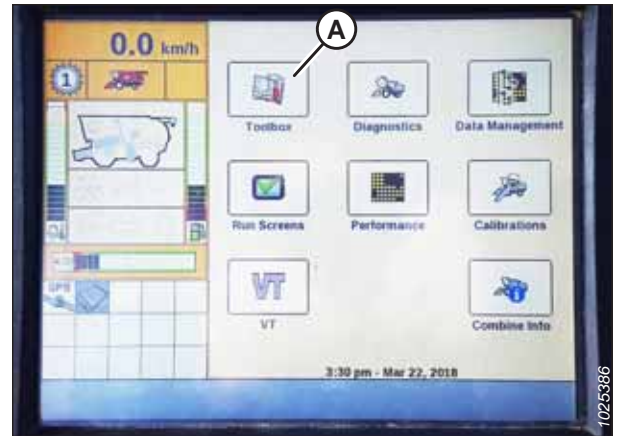 A
0.0 km/h
1
Toolbox
Diagnostics
Data Management
Run Screens
Performance
Calibrations
GPS
VT
VT
Combine Info
3:30 pm - Mar 22, 2018
1025386